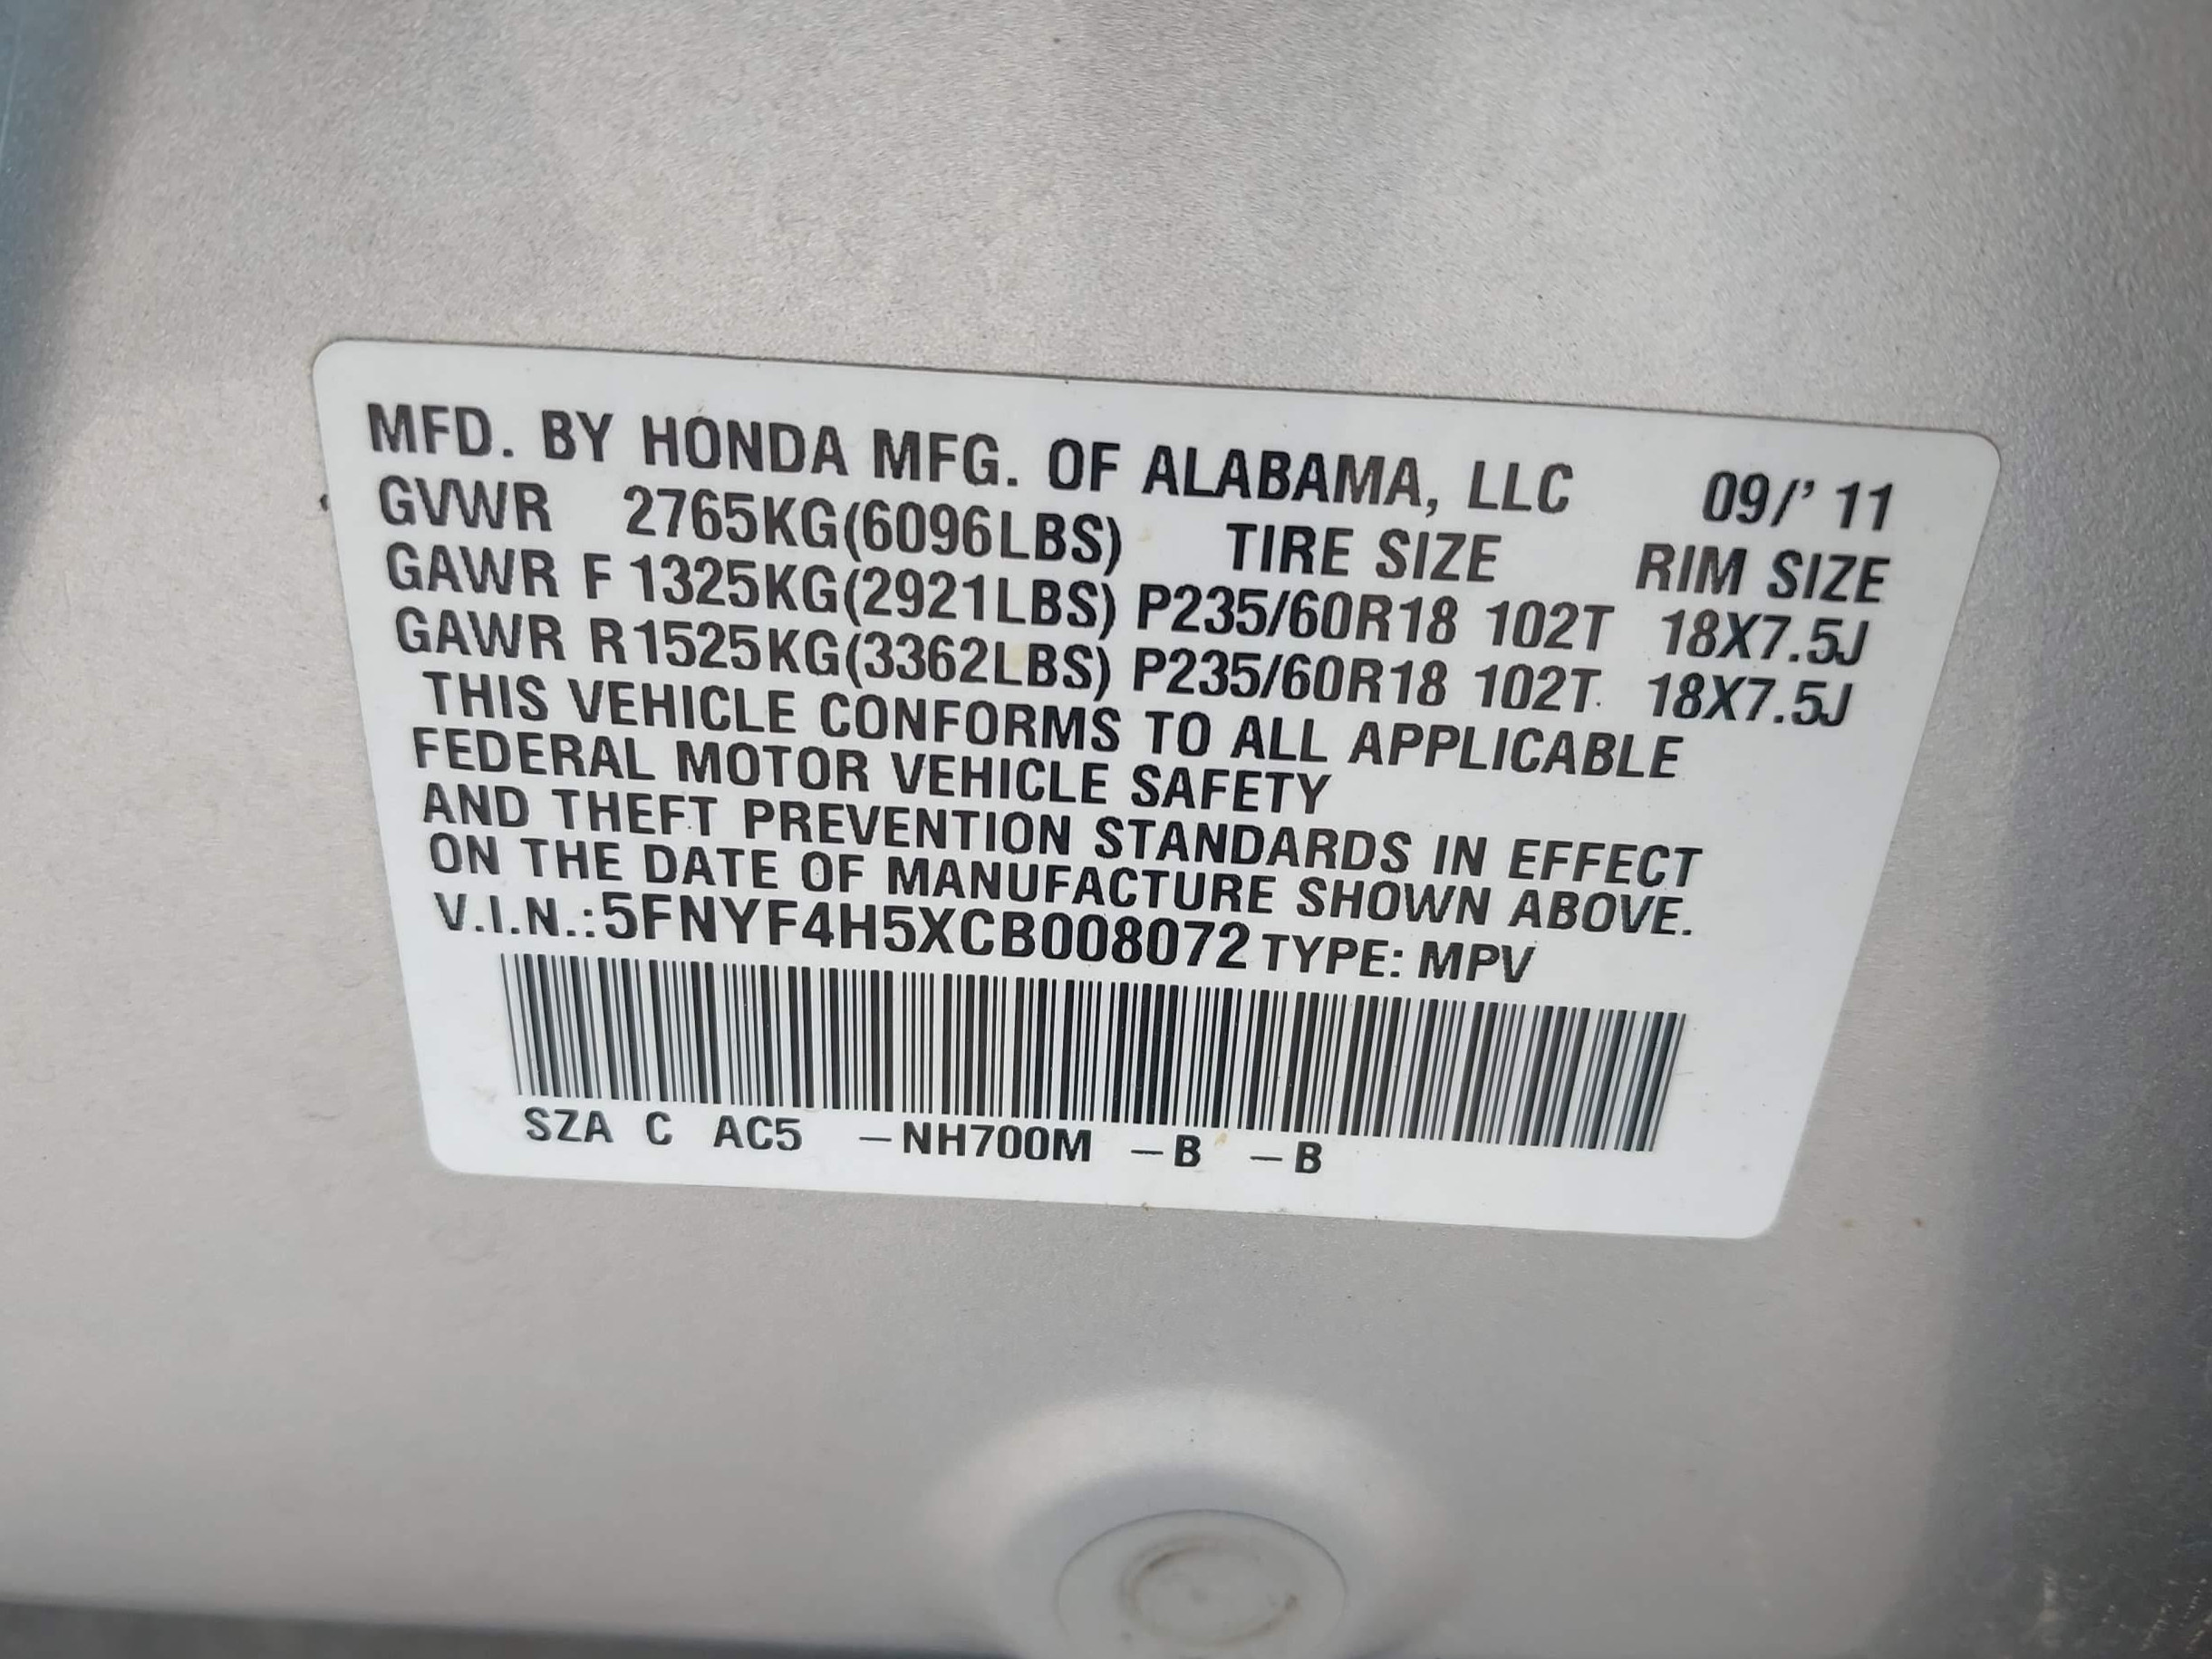 MFD. BY HONDA MFG. OF ALABAMA, LLC 09/' 11
GVWR 2765KG(6096LBS) TIRE SIZE RIM SIZE
GAWR F 1325KG(2921LBS) P235/60R18 102T 18X7.5J
GAWR R1525KG(3362LBS) P235/60R18 102T 18X7.5J
THIS VEHICLE CONFORMS TO ALL APPLICABLE
FEDERAL MOTOR VEHICLE SAFETY
AND THEFT PREVENTION STANDARDS IN EFFECT
ON THE DATE OF MANUFACTURE SHOWN ABOVE.
V.I.N.:5FNYF4H5XCB008072 TYPE: MPV
SZA C AC5 –NH700M –B –B